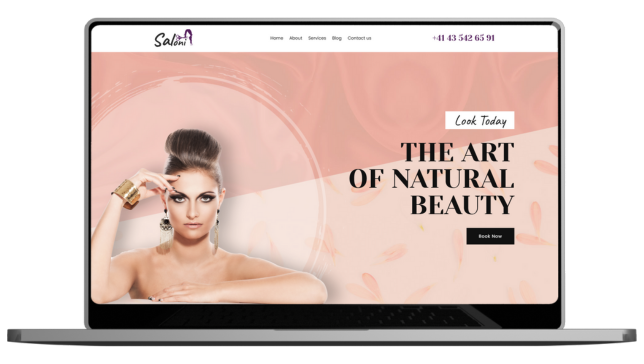 Saloni
Home About Services Blog Contact us
+41 43 542 65 91
Look Today
THE ART
OF NATURAL
BEAUTY
Book Now